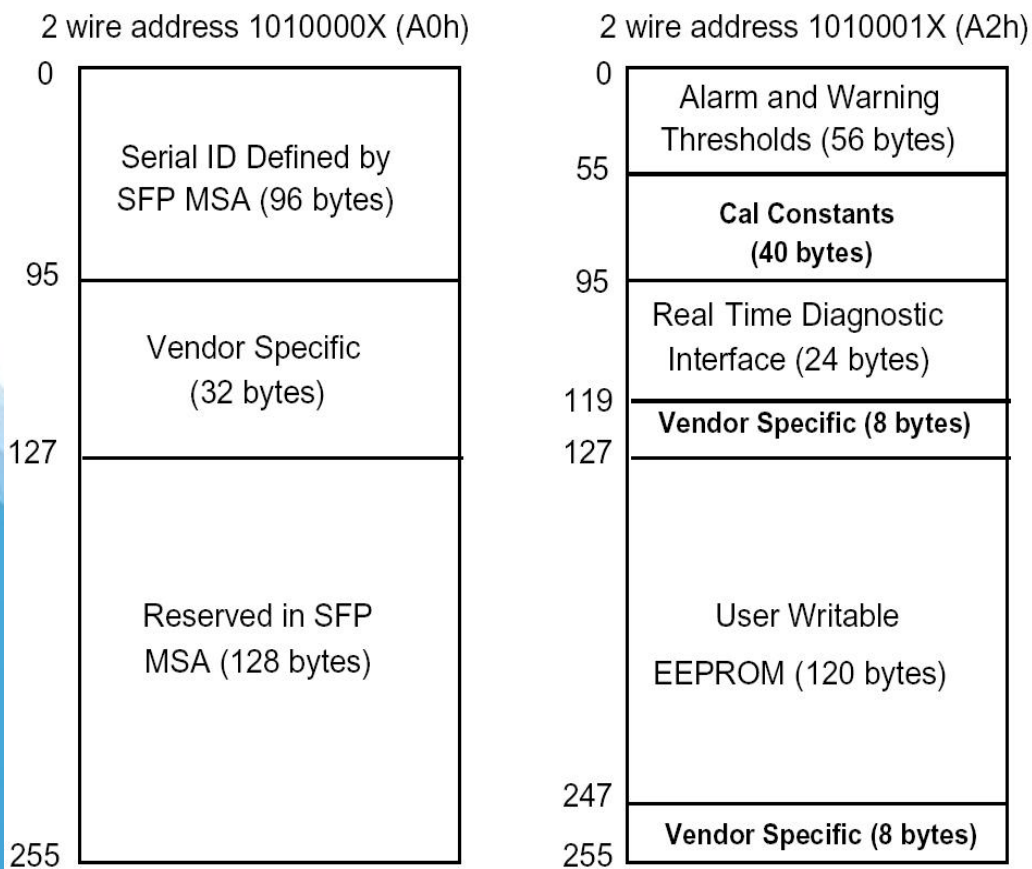 2 wire address 1010000X (A0h)
0
Serial ID Defined by
SFP MSA (96 bytes)
95
Vendor Specific
(32 bytes)
127
Reserved in SFP
MSA (128 bytes)
255
2 wire address 1010001X (A2h)
0
Alarm and Warning
Thresholds (56 bytes)
55
Cal Constants
(40 bytes)
95
Real Time Diagnostic
Interface (24 bytes)
119
Vendor Specific (8 bytes)
127
User Writable
EEPROM (120 bytes)
247
Vendor Specific (8 bytes)
255